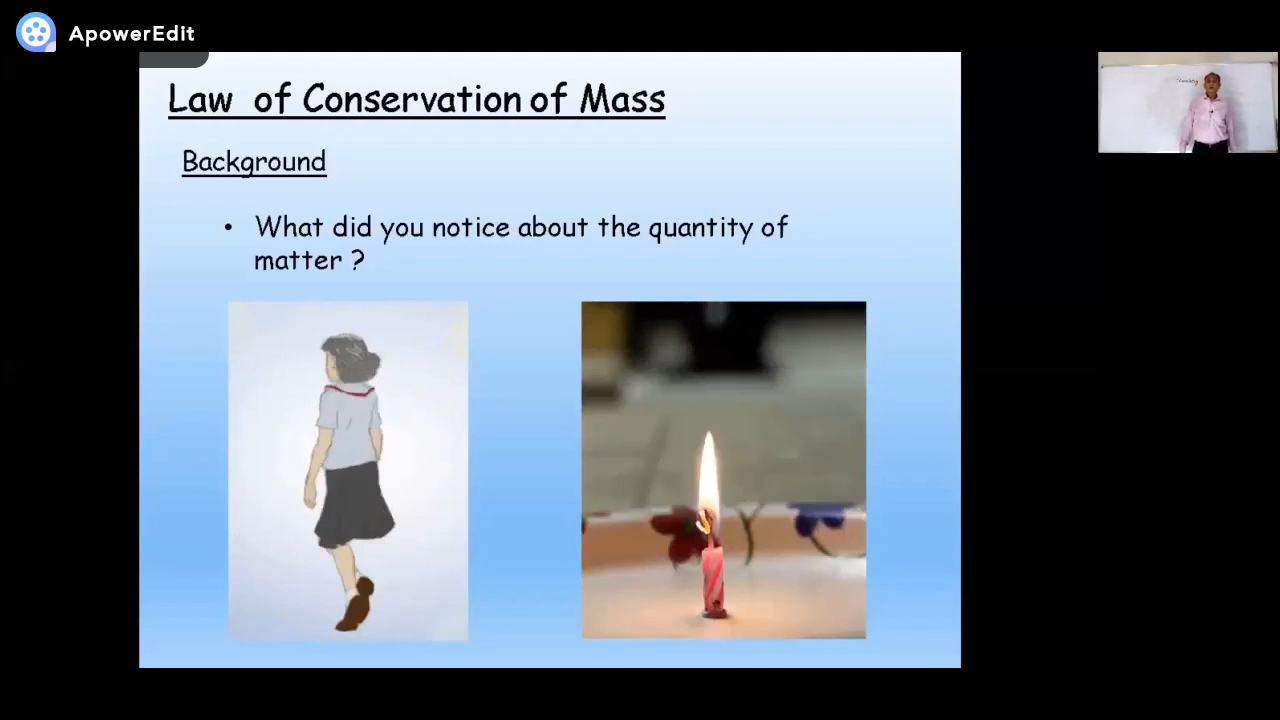 ApowerEdit
Law of Conservation of Mass
Background
• What did you notice about the quantity of
matter ?